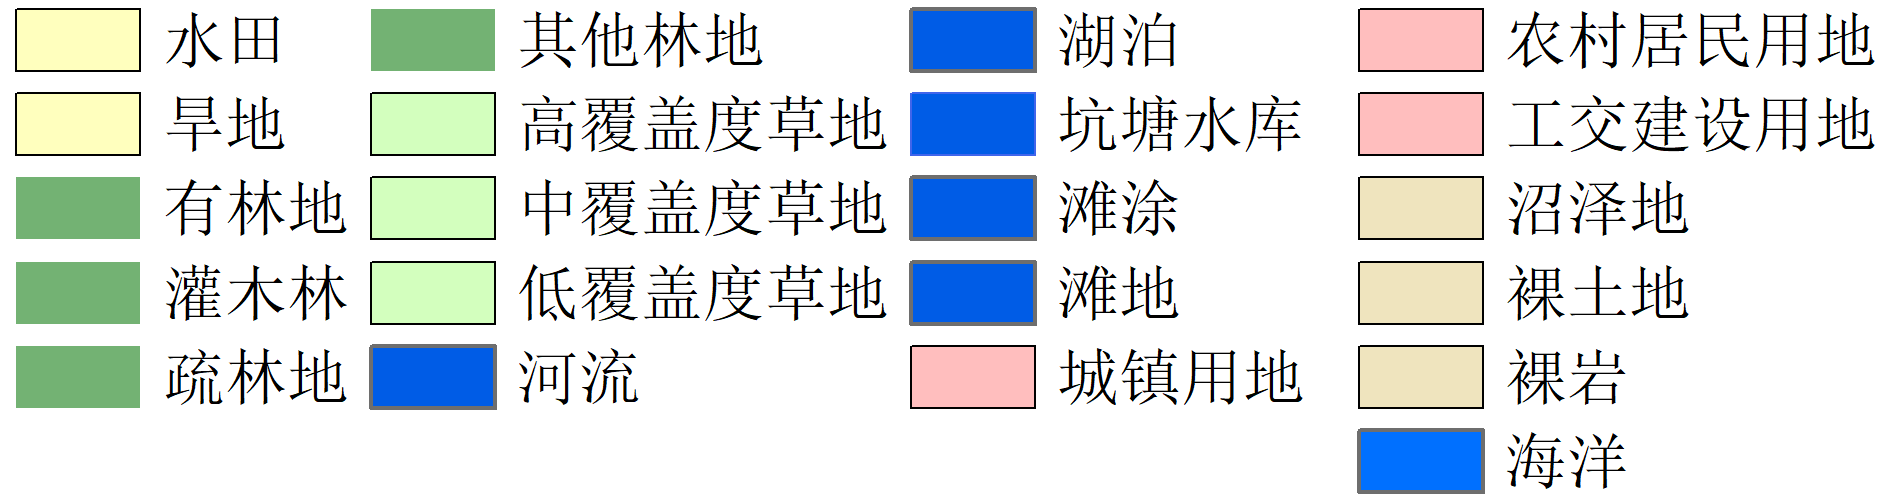 水田
旱地
有林地
灌木林
疏林地
其他林地
高覆盖度草地
中覆盖度草地
低覆盖度草地
河流
湖泊
坑塘水库
滩涂
滩地
城镇用地
农村居民用地
工交建设用地
沼泽地
裸土地
裸岩
海洋